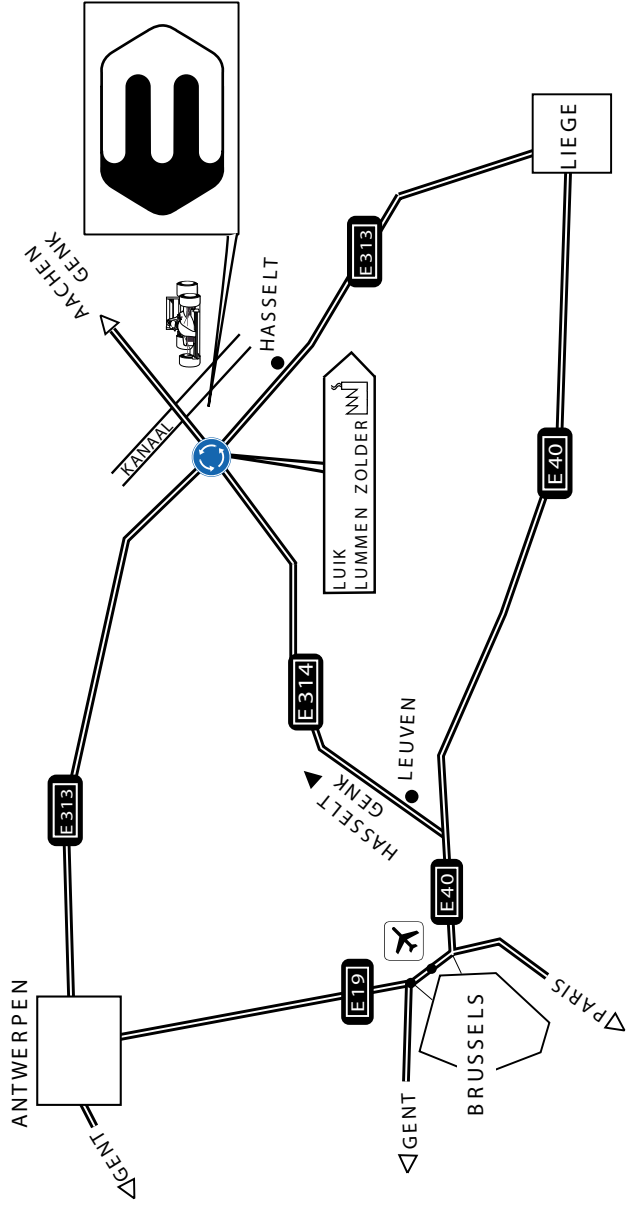 ANTWERPEN
GENT
E313
KANAAL
AACHEN
GENK
HASSELT
E313
LIEGE
LUIK
LUMMEN ZOLDER
E314
HASSELT
GENK
LEUVEN
E19
E40
E40
GENT
BRUSSELS
PARIS